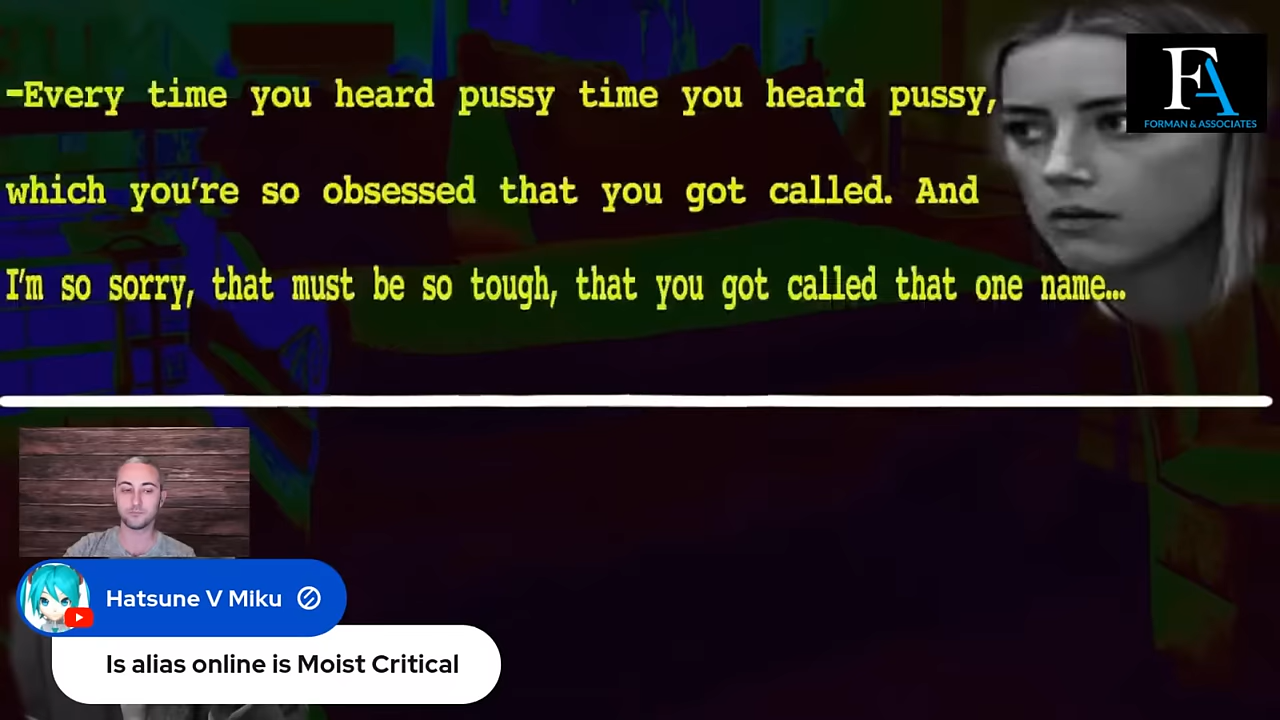 -Every time you heard pussy time you heard pussy,
which you're so obsessed that you got called. And
I'm so sorry, that must be so tough, that you got called that one name...
FA
FORMAN & ASSOCIATES
Hatsune V Miku
Is alias online is Moist Critical